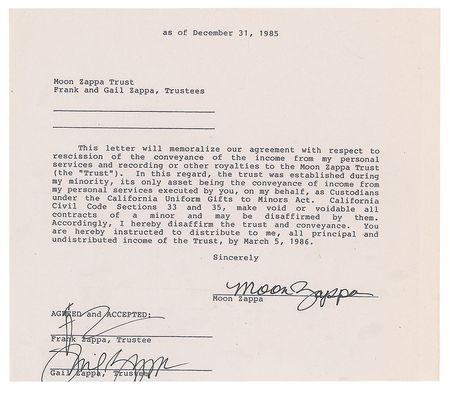 as of December 31, 1985
Moon Zappa Trust
Frank and Gail Zappa, Trustees
This letter will memorialize our agreement with respect to
rescission of the conveyance of the income from my personal
services and recording or other royalties to the Moon Zappa Trust
(the "Trust"). In this regard, the trust was established during
my minority, its only asset being the conveyance of income from
my personal services executed by you, on my behalf, as Custodians
under the California Uniform Gifts to Minors Act. California
Civil Code Sections 33 and 35, make void or voidable all
contracts of a minor and may be disaffirmed by them.
Accordingly, I hereby disaffirm the trust and conveyance. You
are hereby instructed to distribute to me, all principal and
undistributed income of the Trust, by March 5, 1986.
Sincerely
Moon Zappa
Moon Zappa
AGREED and ACCEPTED:
Frank Zappa, Trustee
Gail Zappa
Gail Zappa, Trustee